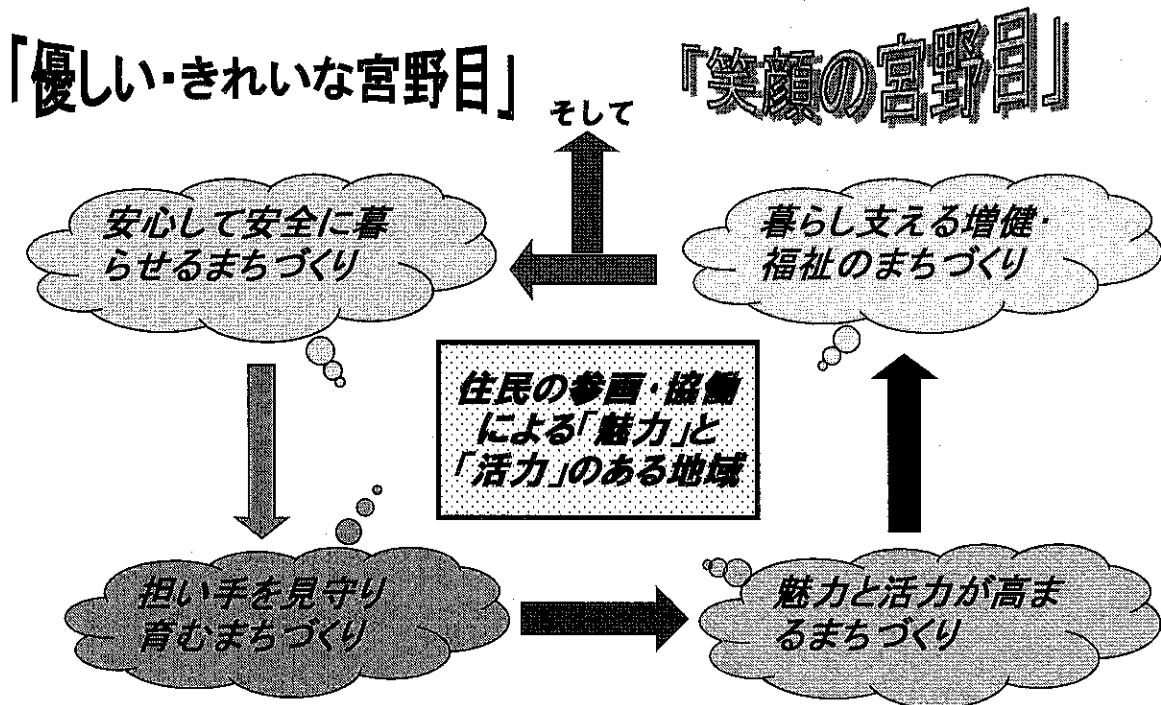 「優しい・きれいな宮野目」
そして
『笑顔の宮野目』
安心して安全に暮
らせるまちづくり
暮らし支える増健・
福祉のまちづくり
住民の参画・協働
による「魅力」と
「活力」のある地域
担い手を見守り
育むまちづくり
魅力と活力が高ま
るまちづくり